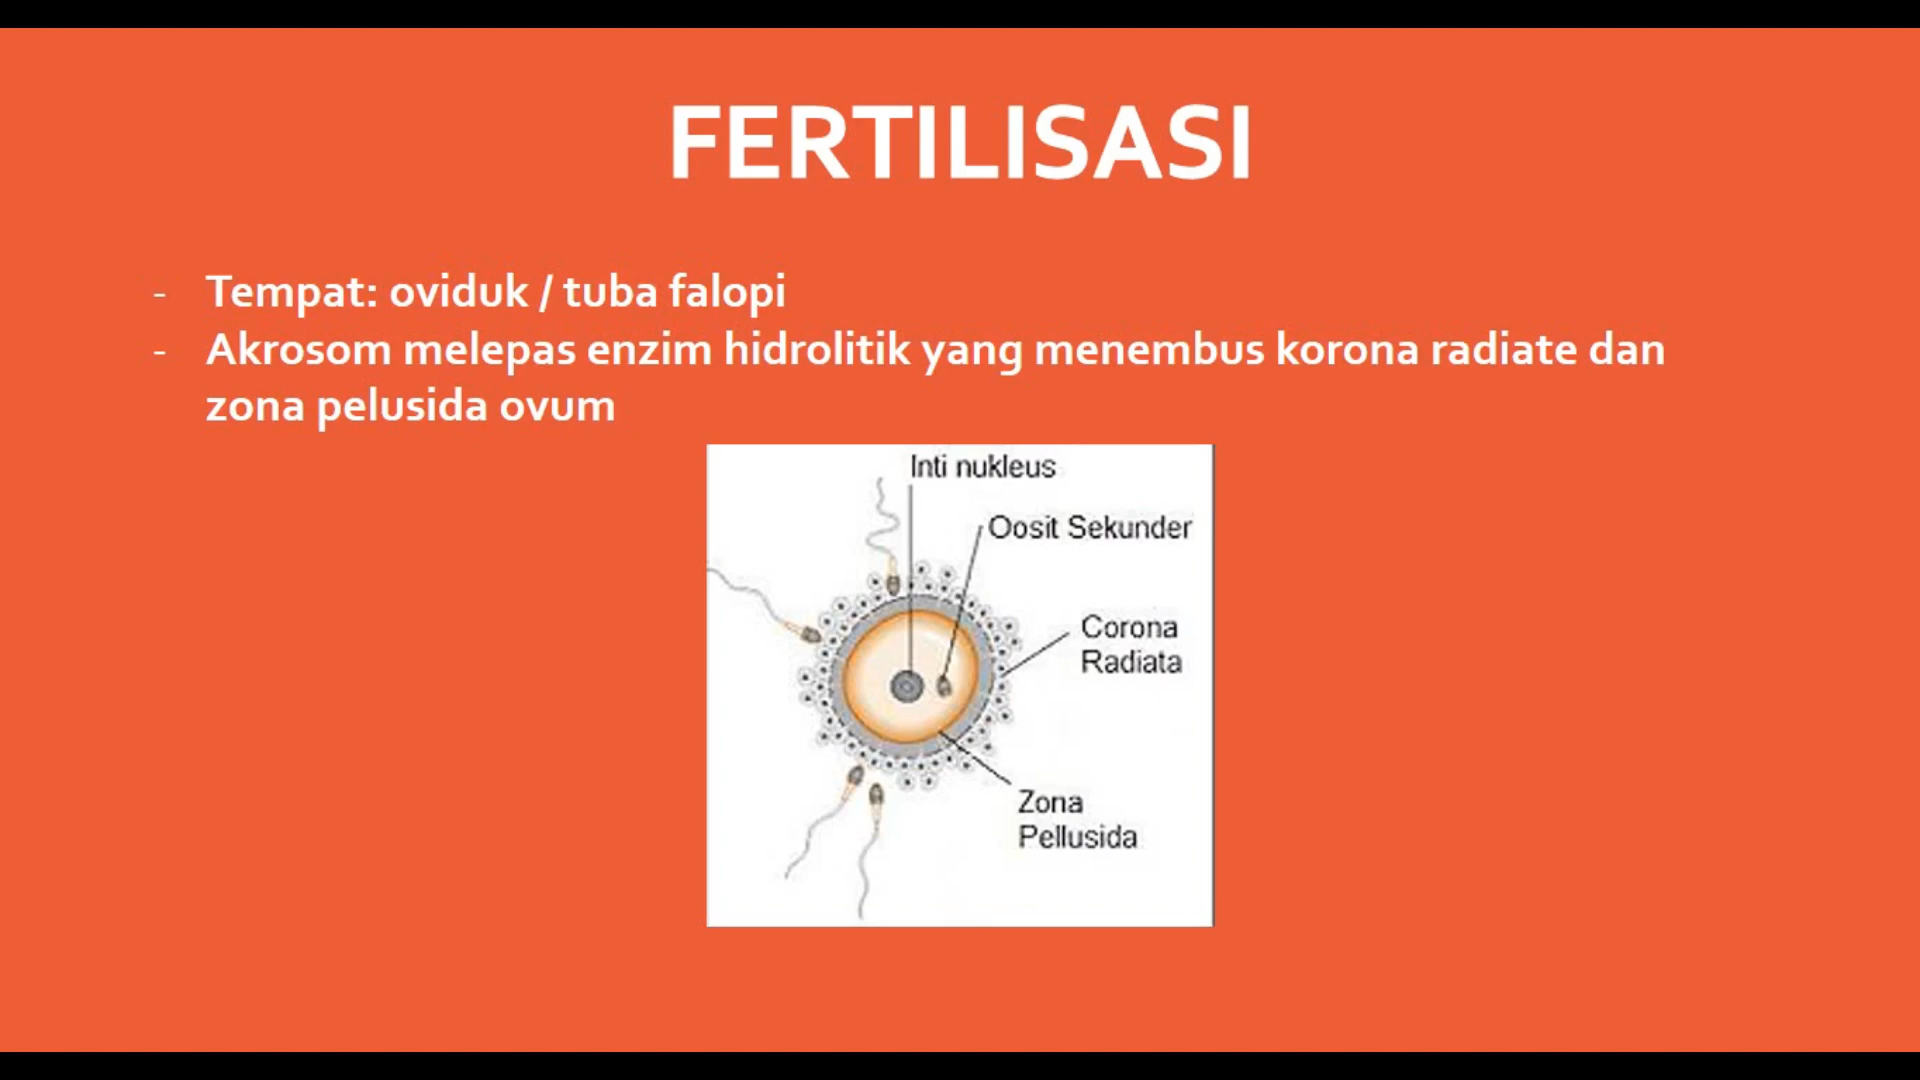 FERTILISASI
- Tempat: oviduk / tuba falopi
- Akrosom melepas enzim hidrolitik yang menembus korona radiate dan
zona pelusida ovum
Inti nukleus
Oosit Sekunder
Corona
Radiata
Zona
Pellusida